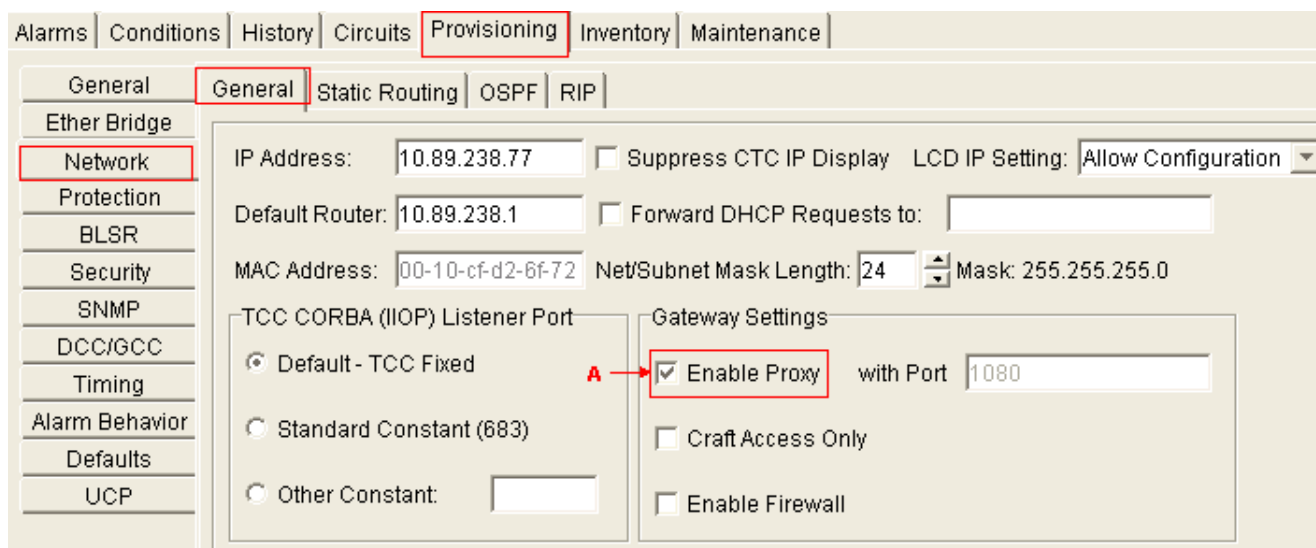 Alarms Conditions History Circuits Provisioning Inventory Maintenance
General General Static Routing OSPF RIP
Ether Bridge
Network IP Address: 10.89.238.77 Suppress CTC IP Display LCD IP Setting: Allow Configuration
Protection Default Router: 10.89.238.1 Forward DHCP Requests to:
BLSR
Security MAC Address: 00-10-cf-d2-6f-72 Net/Subnet Mask Length: 24 Mask: 255.255.255.0
SNMP TCC CORBA (IIOP) Listener Port Gateway Settings
DCC/GCC Default - TCC Fixed A Enable Proxy with Port 1080
Timing
Alarm Behavior Standard Constant (683) Craft Access Only
Defaults
UCP Other Constant: Enable Firewall